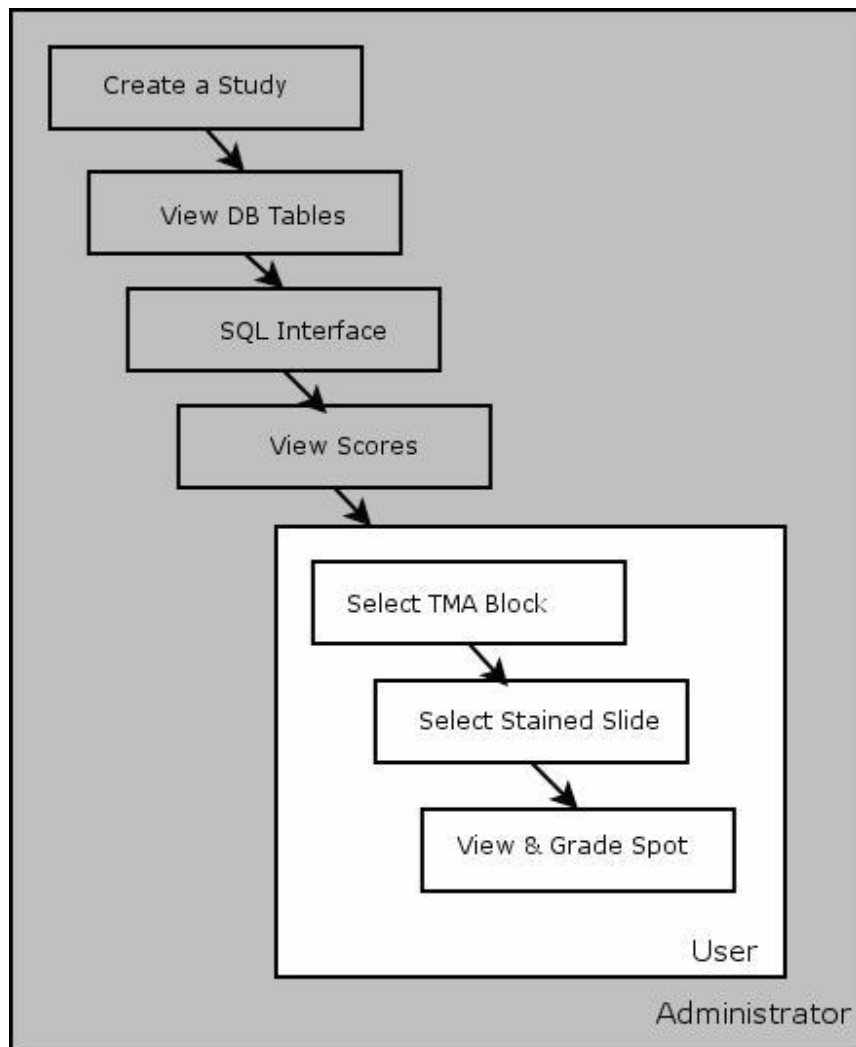 Create a Study
View DB Tables
SQL Interface
View Scores
Select TMA Block
Select Stained Slide
View & Grade Spot
User
Administrator